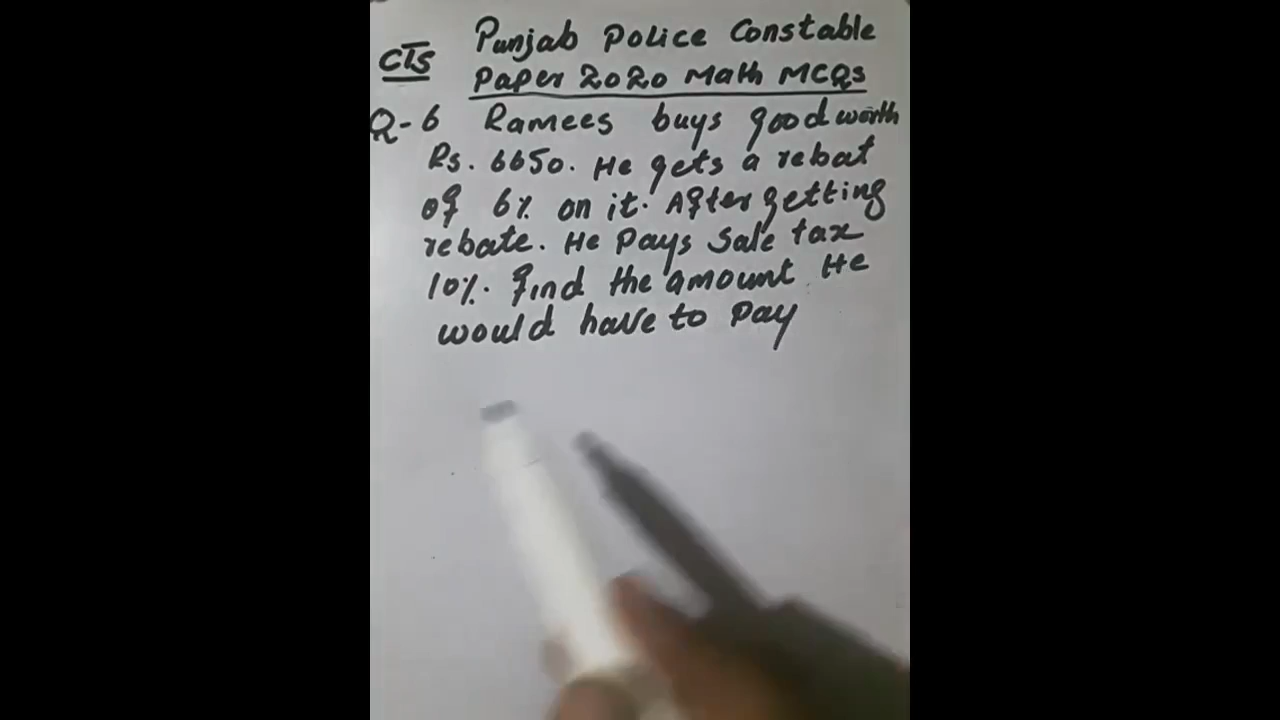 CTS Punjab Police Constable
Paper 2020 Math MCQs
Q-6 Ramees buys good worth
Rs. 6650. He gets a rebat
of 6% on it. After getting
rebate. He Pays Sale tax
10%. find the amount He
would have to Pay